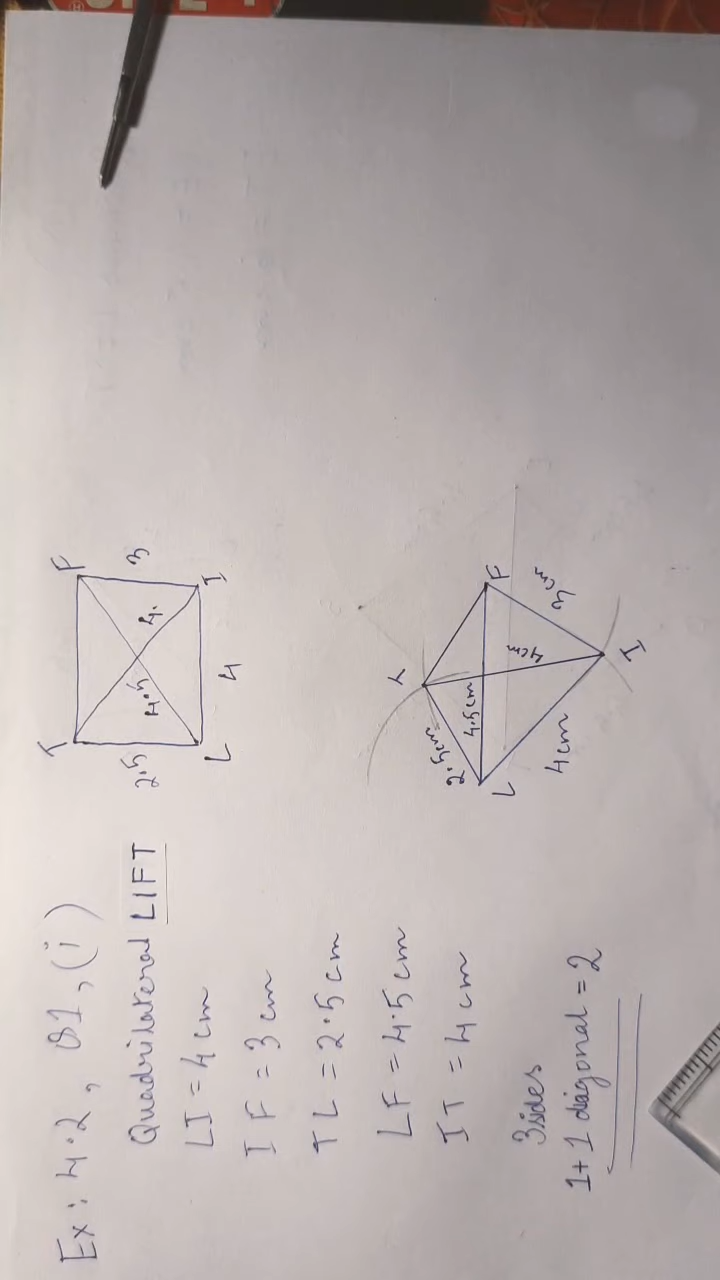 Ex: 4.2, Q1, (i)
Quadrilateral LIFT
LI = 4 cm
IF = 3 cm
TL = 2.5 cm
LF = 4.5 cm
IT = 4 cm
3 sides
1+1 diagonal = 2
T
F
2.5
4.5
4.
3
L
4
I
T
F
2.5cm
4.5cm
4cm
3cm
L
4cm
I